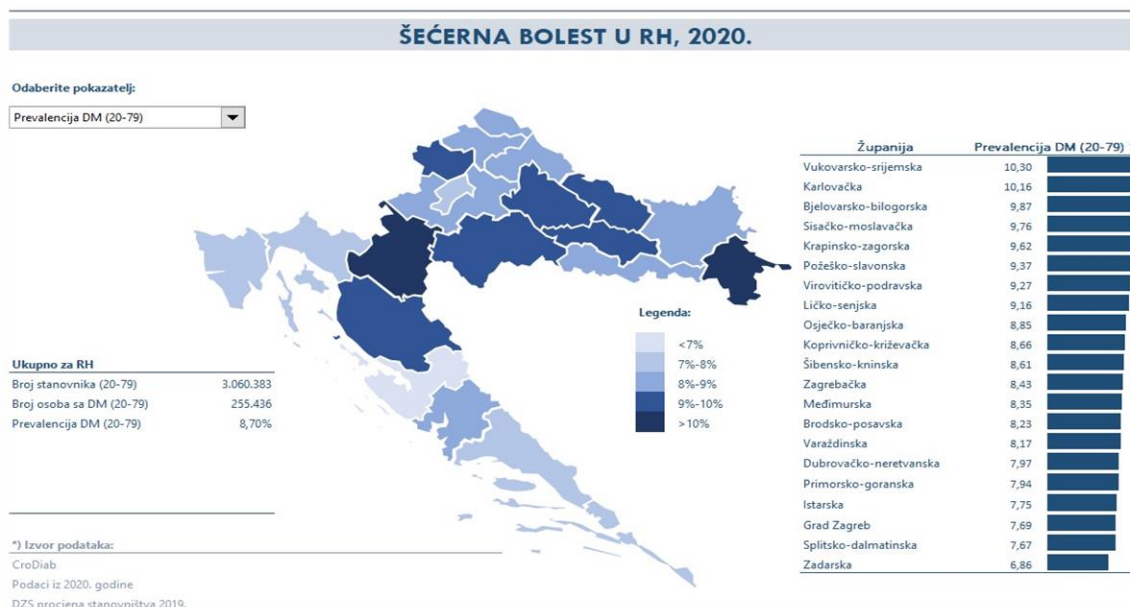 ŠEĆERNA BOLEST U RH, 2020.
Odaberite pokazatelj:
Prevalencija DM (20-79)
Ukupno za RH
Broj stanovnika (20-79) 3.060.383
Broj osoba sa DM (20-79) 255.436
Prevalencija DM (20-79) 8,70%
*) Izvor podataka:
CroDiab
Podaci iz 2020. godine
DZS procjena stanovništva 2019.
Legenda:
<7%
7%-8%
8%-9%
9%-10%
>10%
Županija Prevalencija DM (20-79)
Vukovarsko-srijemska 10,30
Karlovačka 10,16
Bjelovarsko-bilogorska 9,87
Sisačko-moslavačka 9,76
Krapinsko-zagorska 9,62
Požeško-slavonska 9,37
Virovitičko-podravska 9,27
Ličko-senjska 9,16
Osječko-baranjska 8,85
Koprivničko-križevačka 8,66
Šibensko-kninska 8,61
Zagrebačka 8,43
Međimurska 8,35
Brodsko-posavska 8,23
Varaždinska 8,17
Dubrovačko-neretvanska 7,97
Primorsko-goranska 7,94
Istarska 7,75
Grad Zagreb 7,69
Splitsko-dalmatinska 7,67
Zadarska 6,86